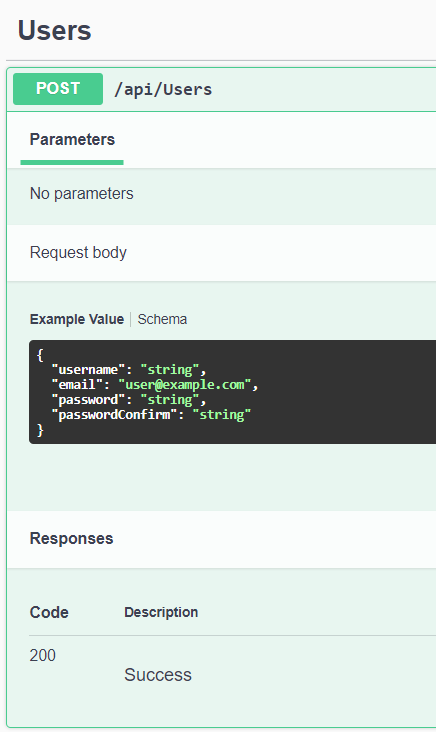 Users
POST /api/Users
Parameters
No parameters
Request body
Example Value | Schema
{
  "username": "string",
  "email": "user@example.com",
  "password": "string",
  "passwordConfirm": "string"
}
Responses
Code Description
200
Success